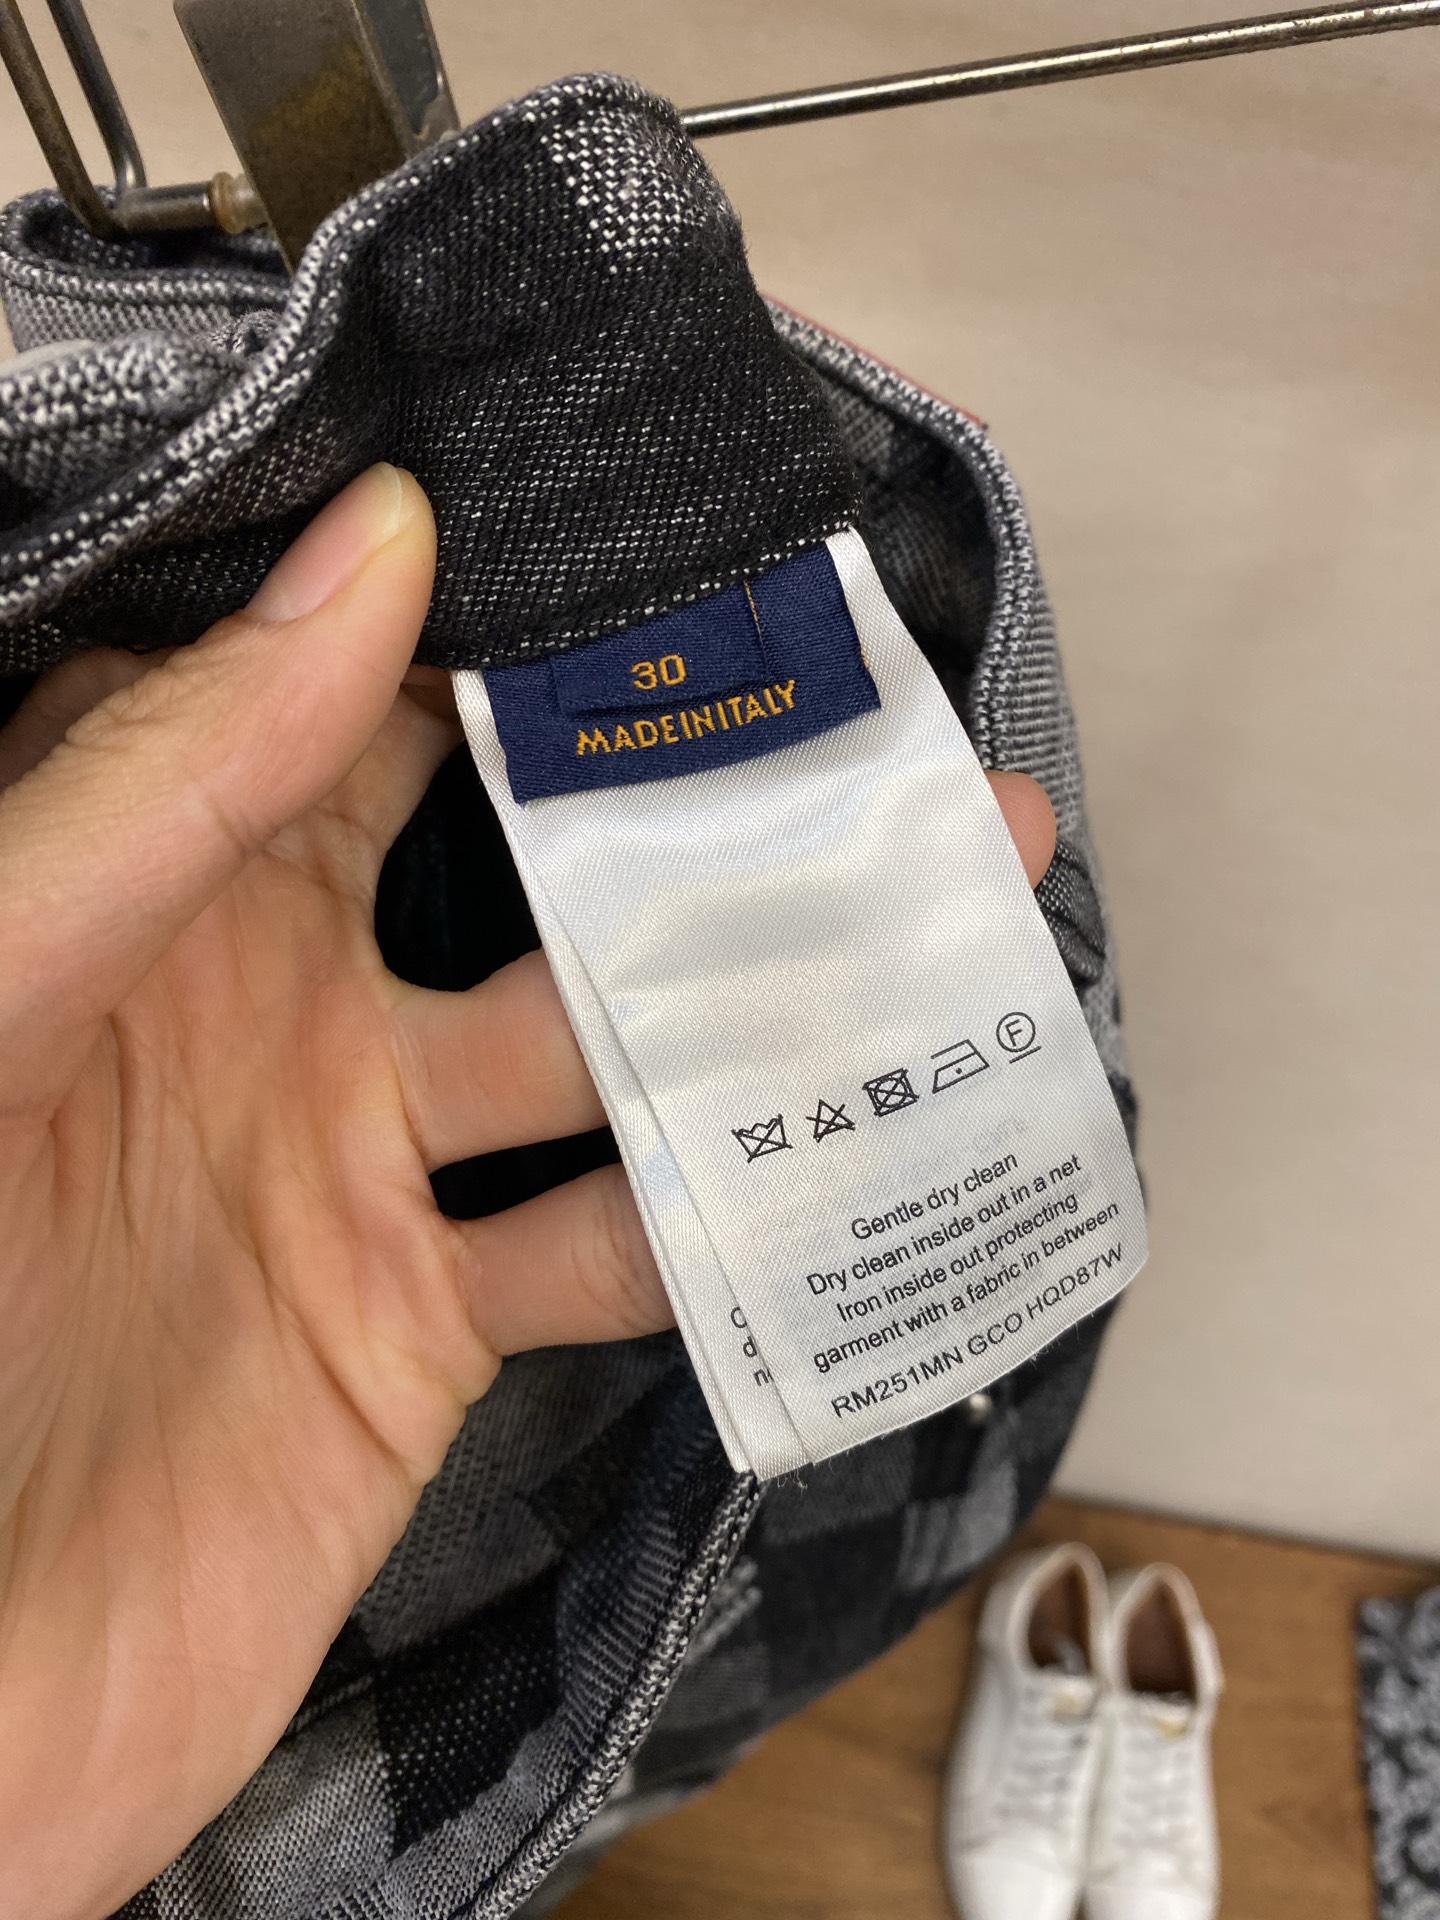 30
MADEINITALY
F
Gentle dry clean
Dry clean inside out in a net
Iron inside out protecting
garment with a fabric in between
RM251MN GCO HQD87W